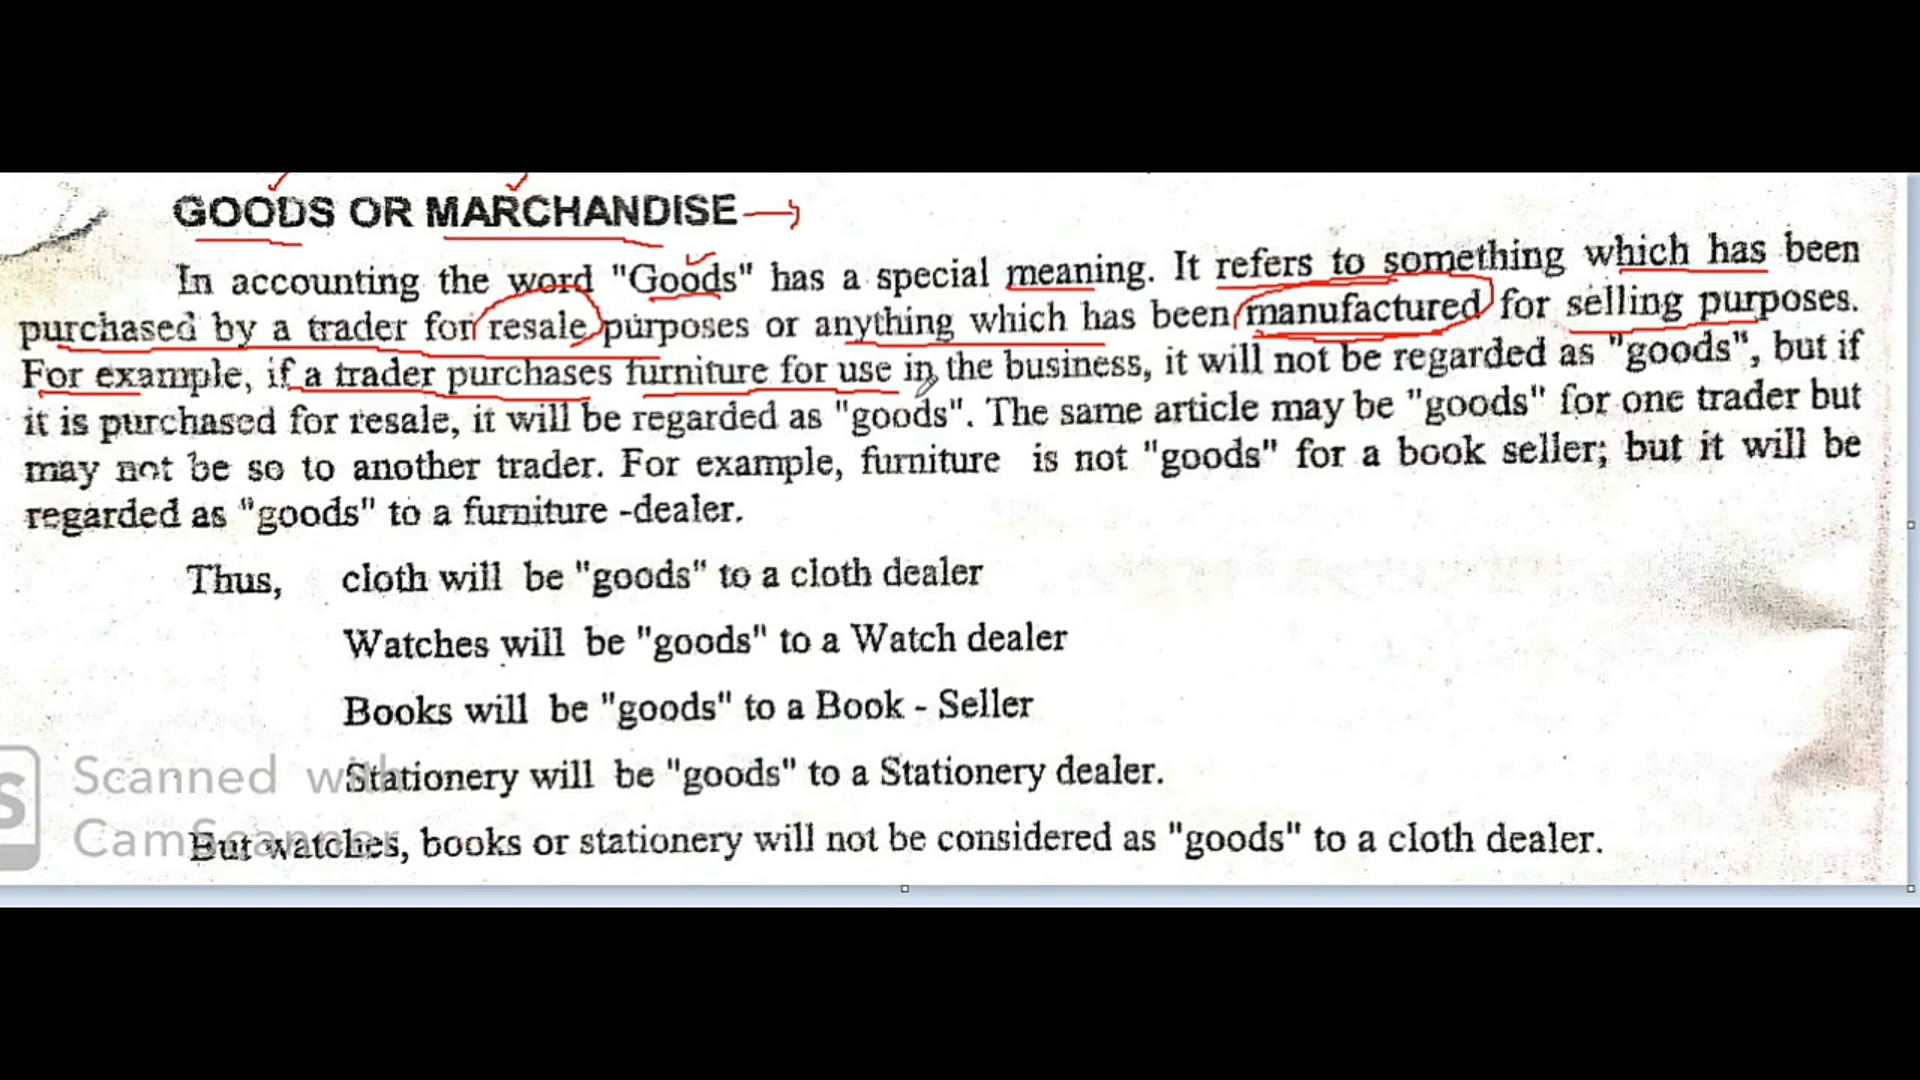 GOODS OR MARCHANDISE
In accounting the word "Goods" has a special meaning. It refers to something which has been
purchased by a trader for resale purposes or anything which has been manufactured for selling purposes.
For example, if a trader purchases furniture for use in the business, it will not be regarded as "goods", but if
it is purchased for resale, it will be regarded as "goods". The same article may be "goods" for one trader but
may not be so to another trader. For example, furniture is not "goods" for a book seller; but it will be
regarded as "goods" to a furniture -dealer.
Thus, cloth will be "goods" to a cloth dealer
Watches will be "goods" to a Watch dealer
Books will be "goods" to a Book - Seller
Stationery will be "goods" to a Stationery dealer.
But watches, books or stationery will not be considered as "goods" to a cloth dealer.
S
Scanned with
CamScanner